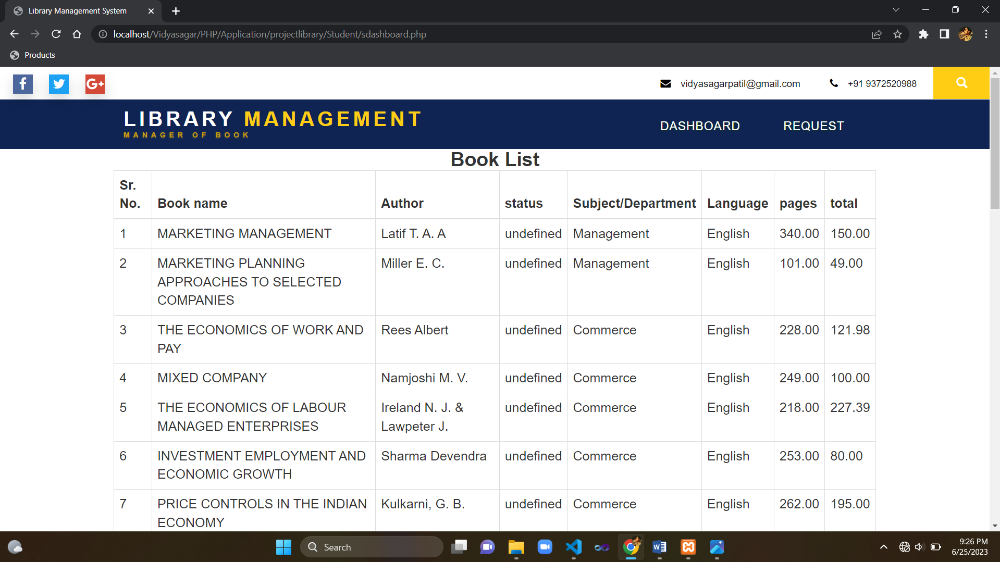 Library Management System
localhost/Vidyasagar/PHP/Application/projectlibrary/Student/sdashboard.php
Products
vidyasagarpatil@gmail.com +91 9372520988
LIBRARY MANAGEMENT
MANAGER OF BOOK
DASHBOARD REQUEST
Book List
Sr. No. Book name Author status Subject/Department Language pages total
1 MARKETING MANAGEMENT Latif T. A. A undefined Management English 340.00 150.00
2 MARKETING PLANNING Miller E. C. undefined Management English 101.00 49.00
APPROACHES TO SELECTED
COMPANIES
3 THE ECONOMICS OF WORK AND Rees Albert undefined Commerce English 228.00 121.98
PAY
4 MIXED COMPANY Namjoshi M. V. undefined Commerce English 249.00 100.00
5 THE ECONOMICS OF LABOUR Ireland N. J. & undefined Commerce English 218.00 227.39
MANAGED ENTERPRISES Lawpeter J.
6 INVESTMENT EMPLOYMENT AND Sharma Devendra undefined Commerce English 253.00 80.00
ECONOMIC GROWTH
7 PRICE CONTROLS IN THE INDIAN Kulkarni, G. B. undefined Commerce English 262.00 195.00
ECONOMY
Search
9:26 PM
6/25/2023